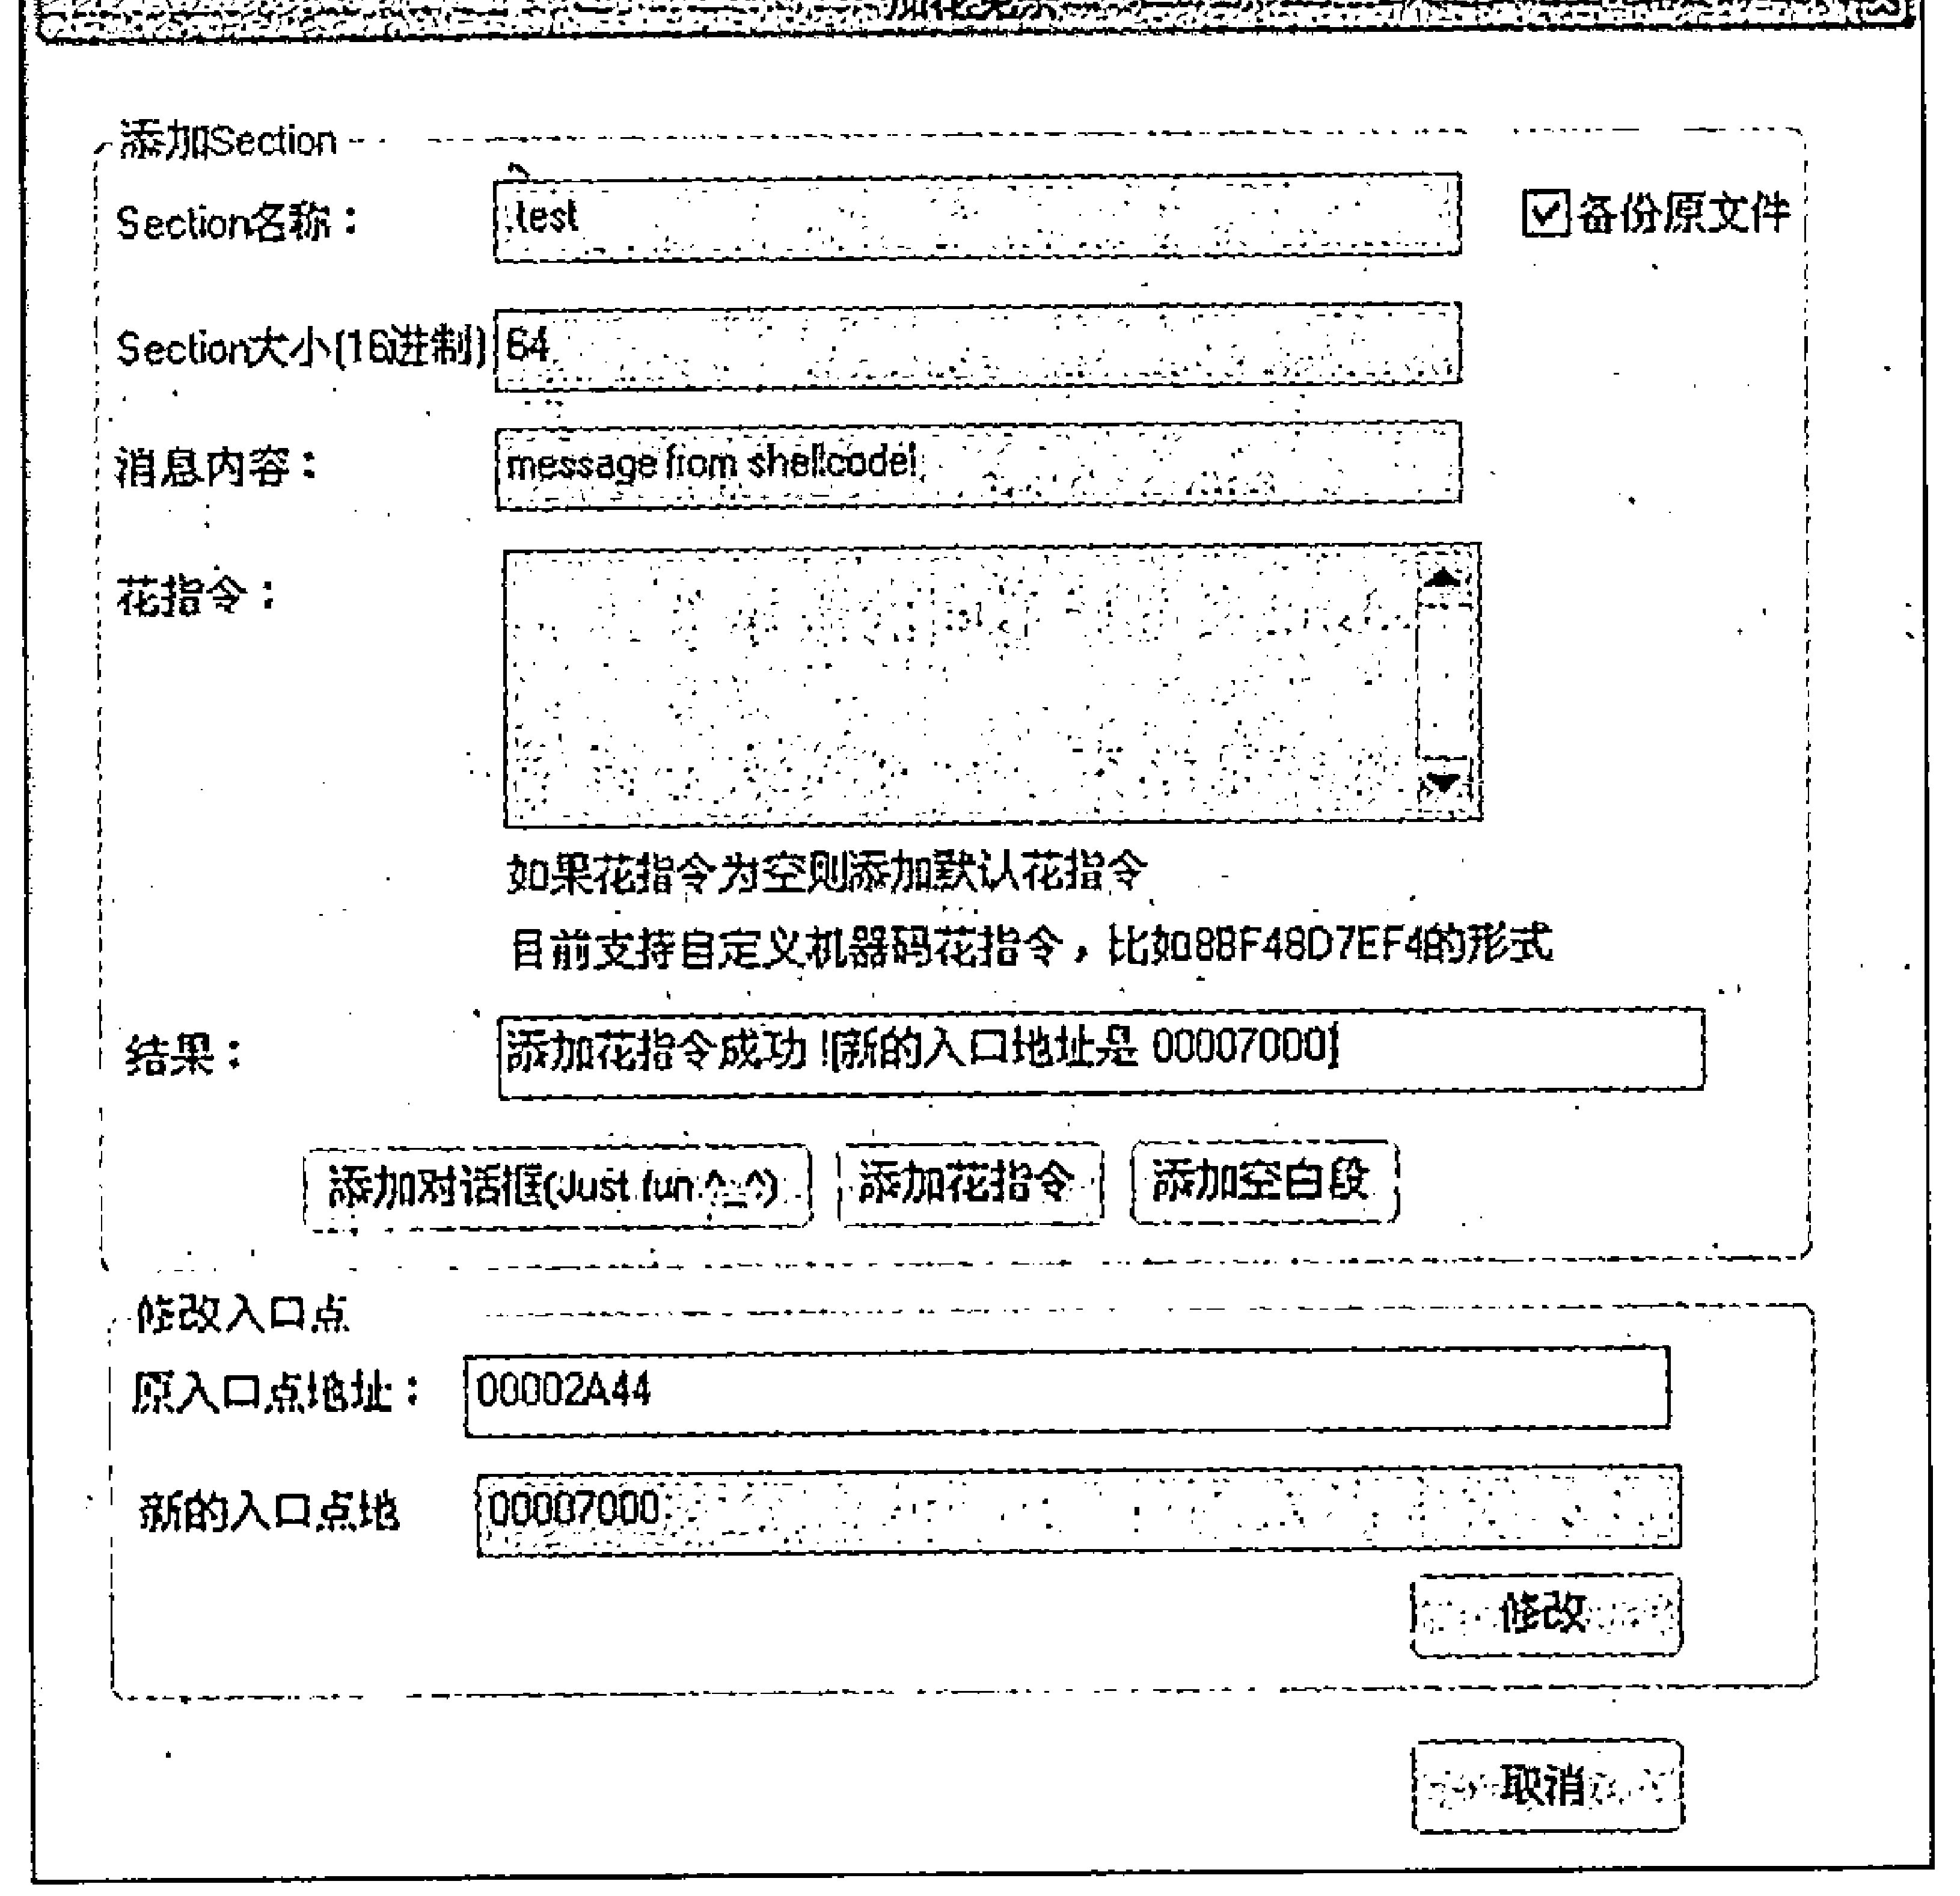 添加Section
Section名称：
.test
备份原文件
Section大小(16进制)
64
消息内容：
message from shellcode!
花指令：
如果花指令为空则添加默认花指令
目前支持自定义机器码花指令，比如8BF48D7EF4的形式
结果：
添加花指令成功！[新的入口地址是 00007000]
添加对话框(Just fun ^_^)
添加花指令
添加空白段
修改入口点
原入口点地址：
00002A44
新的入口点地
00007000
修改
取消